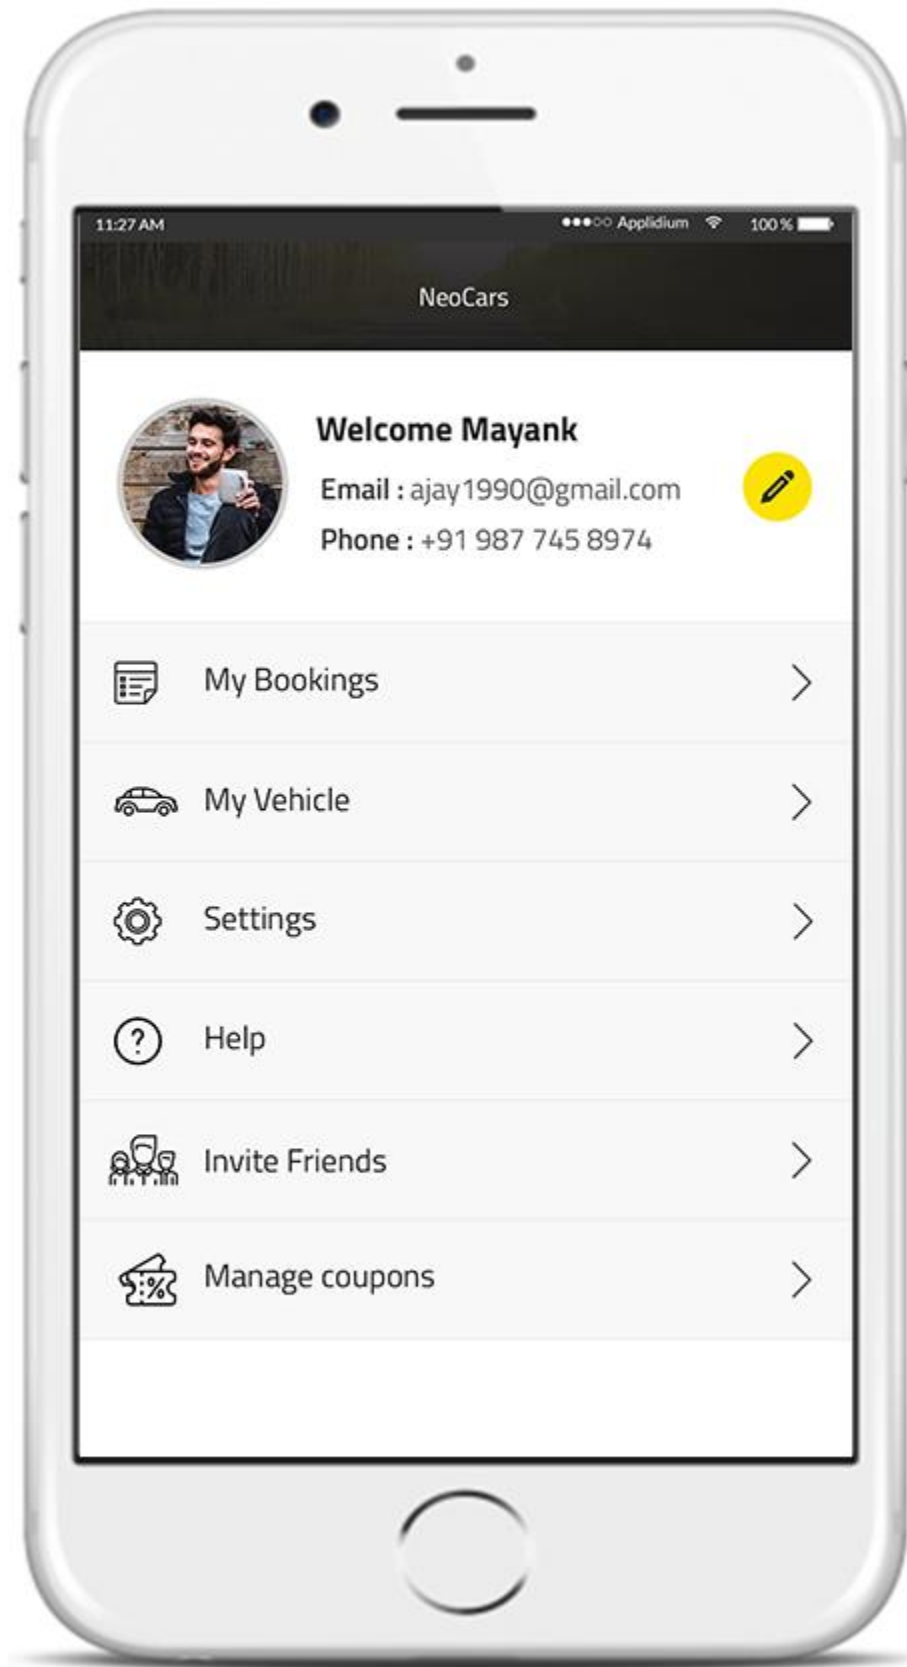 11:27 AM Applidium 100 %
NeoCars
Welcome Mayank
Email : ajay1990@gmail.com
Phone : +91 987 745 8974
My Bookings
My Vehicle
Settings
? Help
Invite Friends
% Manage coupons